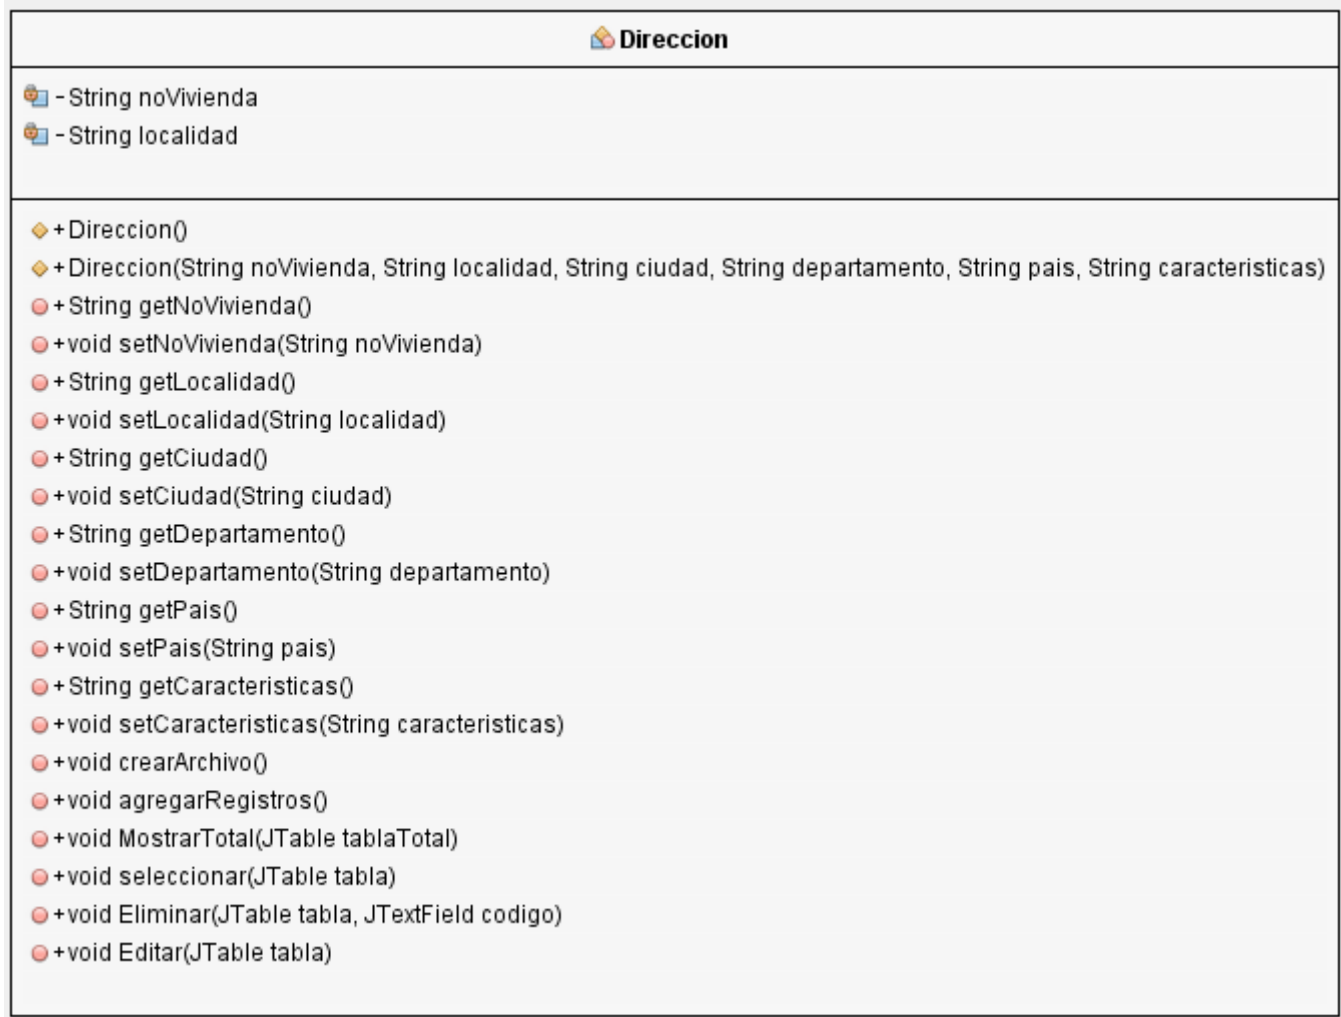 Direccion
- String noVivienda
- String localidad
+ Direccion()
+ Direccion(String noVivienda, String localidad, String ciudad, String departamento, String pais, String caracteristicas)
+ String getNoVivienda()
+ void setNoVivienda(String noVivienda)
+ String getLocalidad()
+ void setLocalidad(String localidad)
+ String getCiudad()
+ void setCiudad(String ciudad)
+ String getDepartamento()
+ void setDepartamento(String departamento)
+ String getPais()
+ void setPais(String pais)
+ String getCaracteristicas()
+ void setCaracteristicas(String caracteristicas)
+ void crearArchivo()
+ void agregarRegistros()
+ void MostrarTotal(JTable tablaTotal)
+ void seleccionar(JTable tabla)
+ void Eliminar(JTable tabla, JTextField codigo)
+ void Editar(JTable tabla)